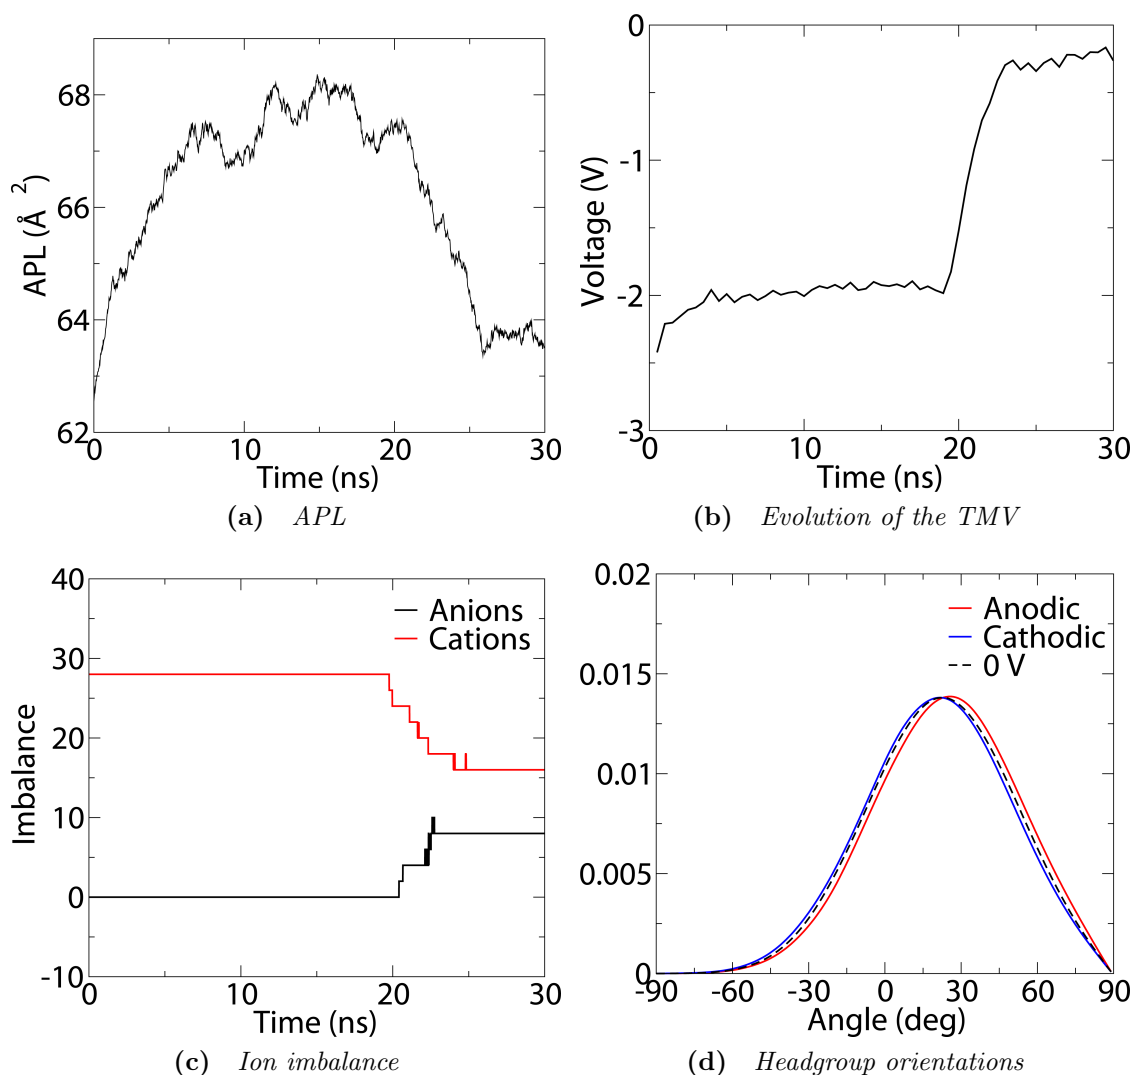 68
66
64
62
0
10
20
30
APL (Å 2)
Time (ns)
(a) APL
0
-1
-2
-3
0
10
20
30
Voltage (V)
Time (ns)
(b) Evolution of the TMV
40
30
20
10
0
-10
0
10
20
30
Imbalance
Anions
Cations
Time (ns)
(c) Ion imbalance
0.02
0.015
0.01
0.005
0
-90
-60
-30
0
30
60
90
Anodic
Cathodic
0 V
Angle (deg)
(d) Headgroup orientations